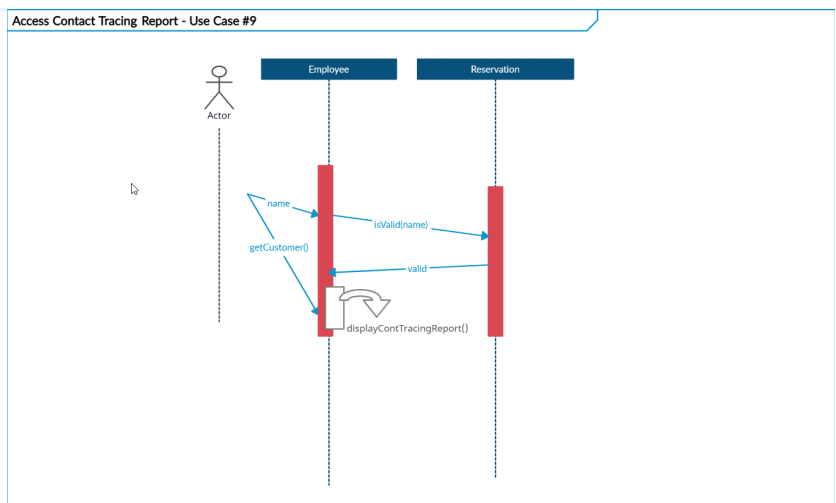 Access Contact Tracing Report - Use Case #9
Employee
Reservation
Actor
name
isValid(name)
getCustomer()
valid
displayContTracingReport()